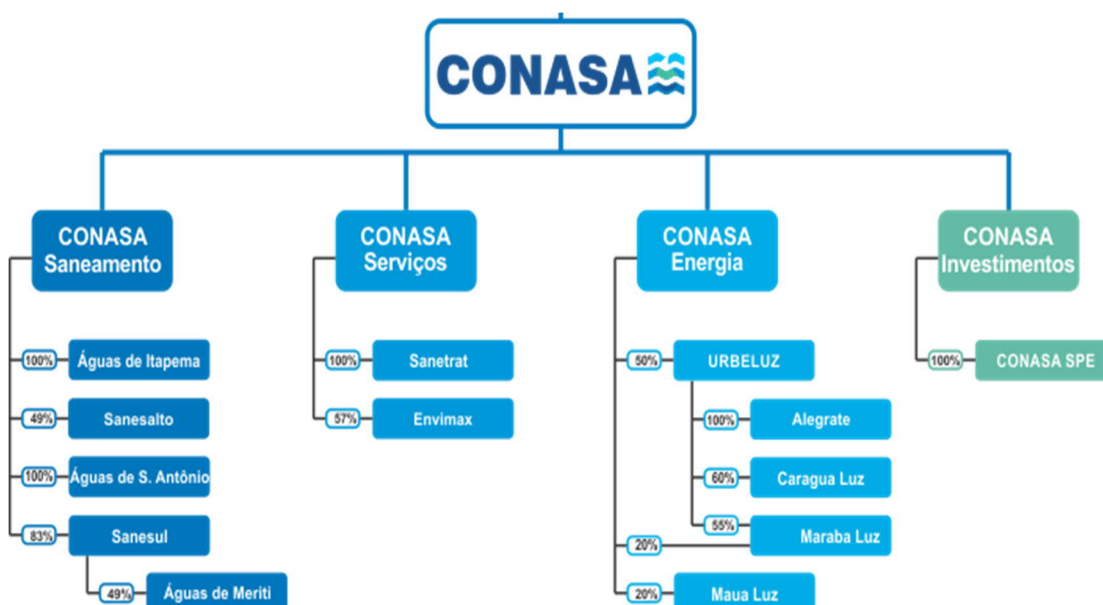 CONASA
CONASA
Saneamento
100%
Águas de Itapema
49%
Sanesalto
100%
Águas de S. Antônio
83%
Sanesul
49%
Águas de Meriti
CONASA
Serviços
100%
Sanetrat
57%
Envimax
CONASA
Energia
50%
URBELUZ
100%
Alegrate
60%
Caragua Luz
55%
Maraba Luz
20%
20%
Maua Luz
CONASA
Investimentos
100%
CONASA SPE